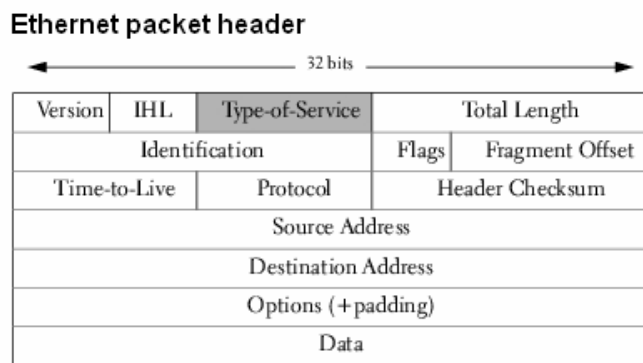 Ethernet packet header
32 bits
Version IHL Type-of-Service Total Length
Identification Flags Fragment Offset
Time-to-Live Protocol Header Checksum
Source Address
Destination Address
Options (+padding)
Data